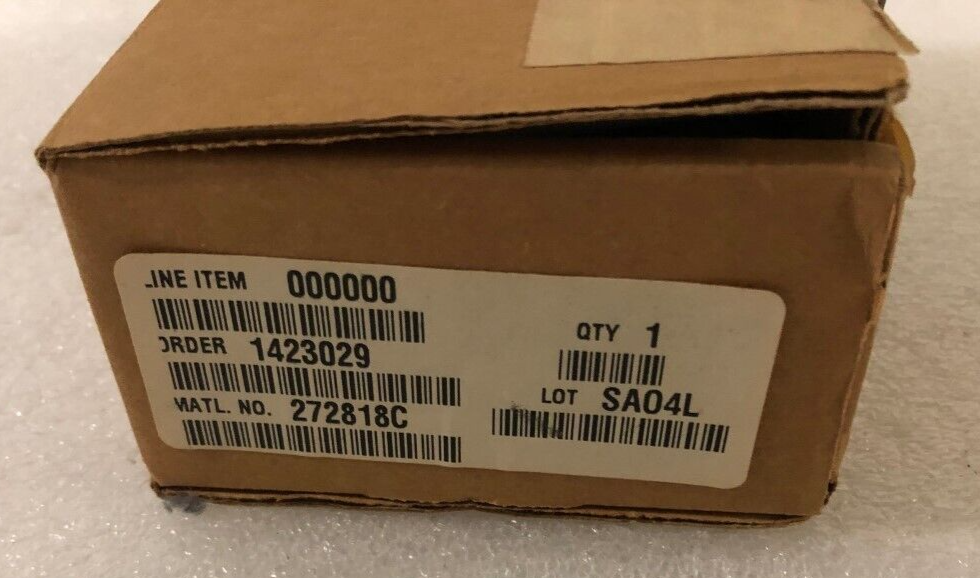 LINE ITEM 000000
ORDER 1423029
MATL. NO. 272818C
QTY 1
LOT SA04L